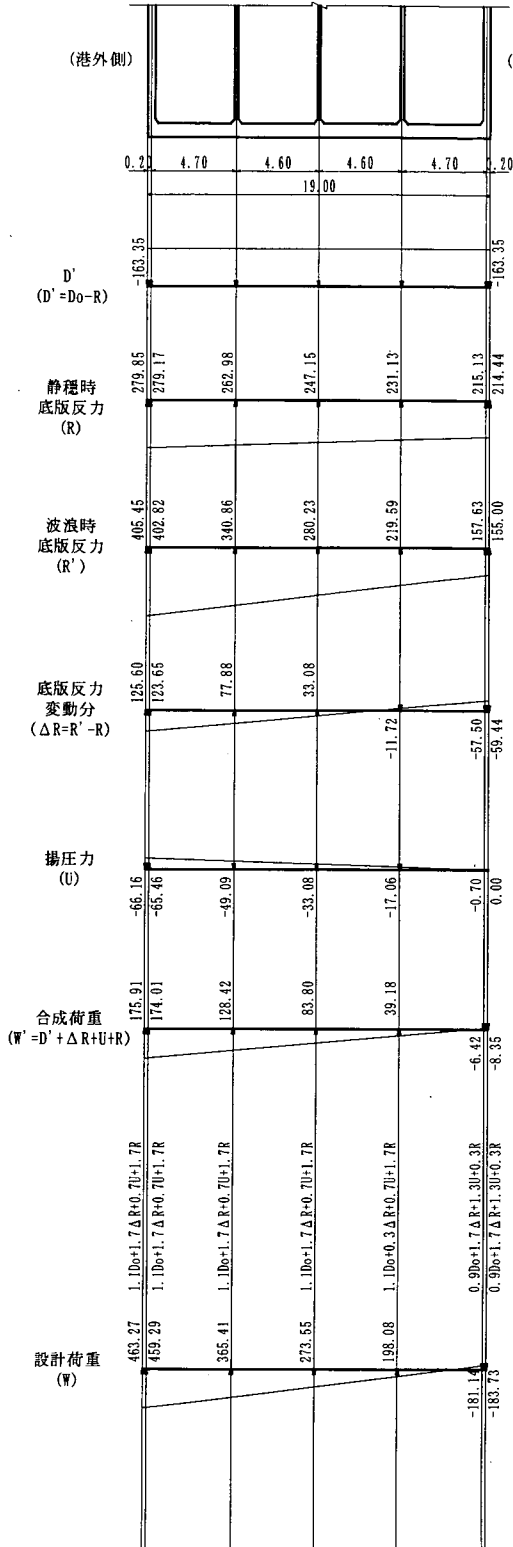 (港外側)
(
0.2
4.70
4.60
4.60
4.70
.20
19.00
D'
(D'=Do-R)
-163.35
-163.35
静穏時
底版反力
(R)
279.85
279.17
262.98
247.15
231.13
215.13
214.44
波浪時
底版反力
(R')
405.45
402.82
340.86
280.23
219.59
157.63
155.00
底版反力
変動分
(ΔR=R'-R)
125.60
123.65
77.88
33.08
-11.72
-57.50
-59.44
揚圧力
(U)
-66.16
-65.46
-49.09
-33.08
-17.06
-0.70
0.00
合成荷重
(W'=D'+ΔR+U+R)
175.91
174.01
128.42
83.80
39.18
-6.42
-8.35
1.1Do+1.7ΔR+0.7U+1.7R
1.1Do+1.7ΔR+0.7U+1.7R
1.1Do+1.7ΔR+0.7U+1.7R
1.1Do+1.7ΔR+0.7U+1.7R
1.1Do+0.3ΔR+0.7U+1.7R
0.9Do+1.7ΔR+1.3U+0.3R
0.9Do+1.7ΔR+1.3U+0.3R
設計荷重
(W)
463.27
459.29
365.41
273.55
198.08
-181.14
-183.73